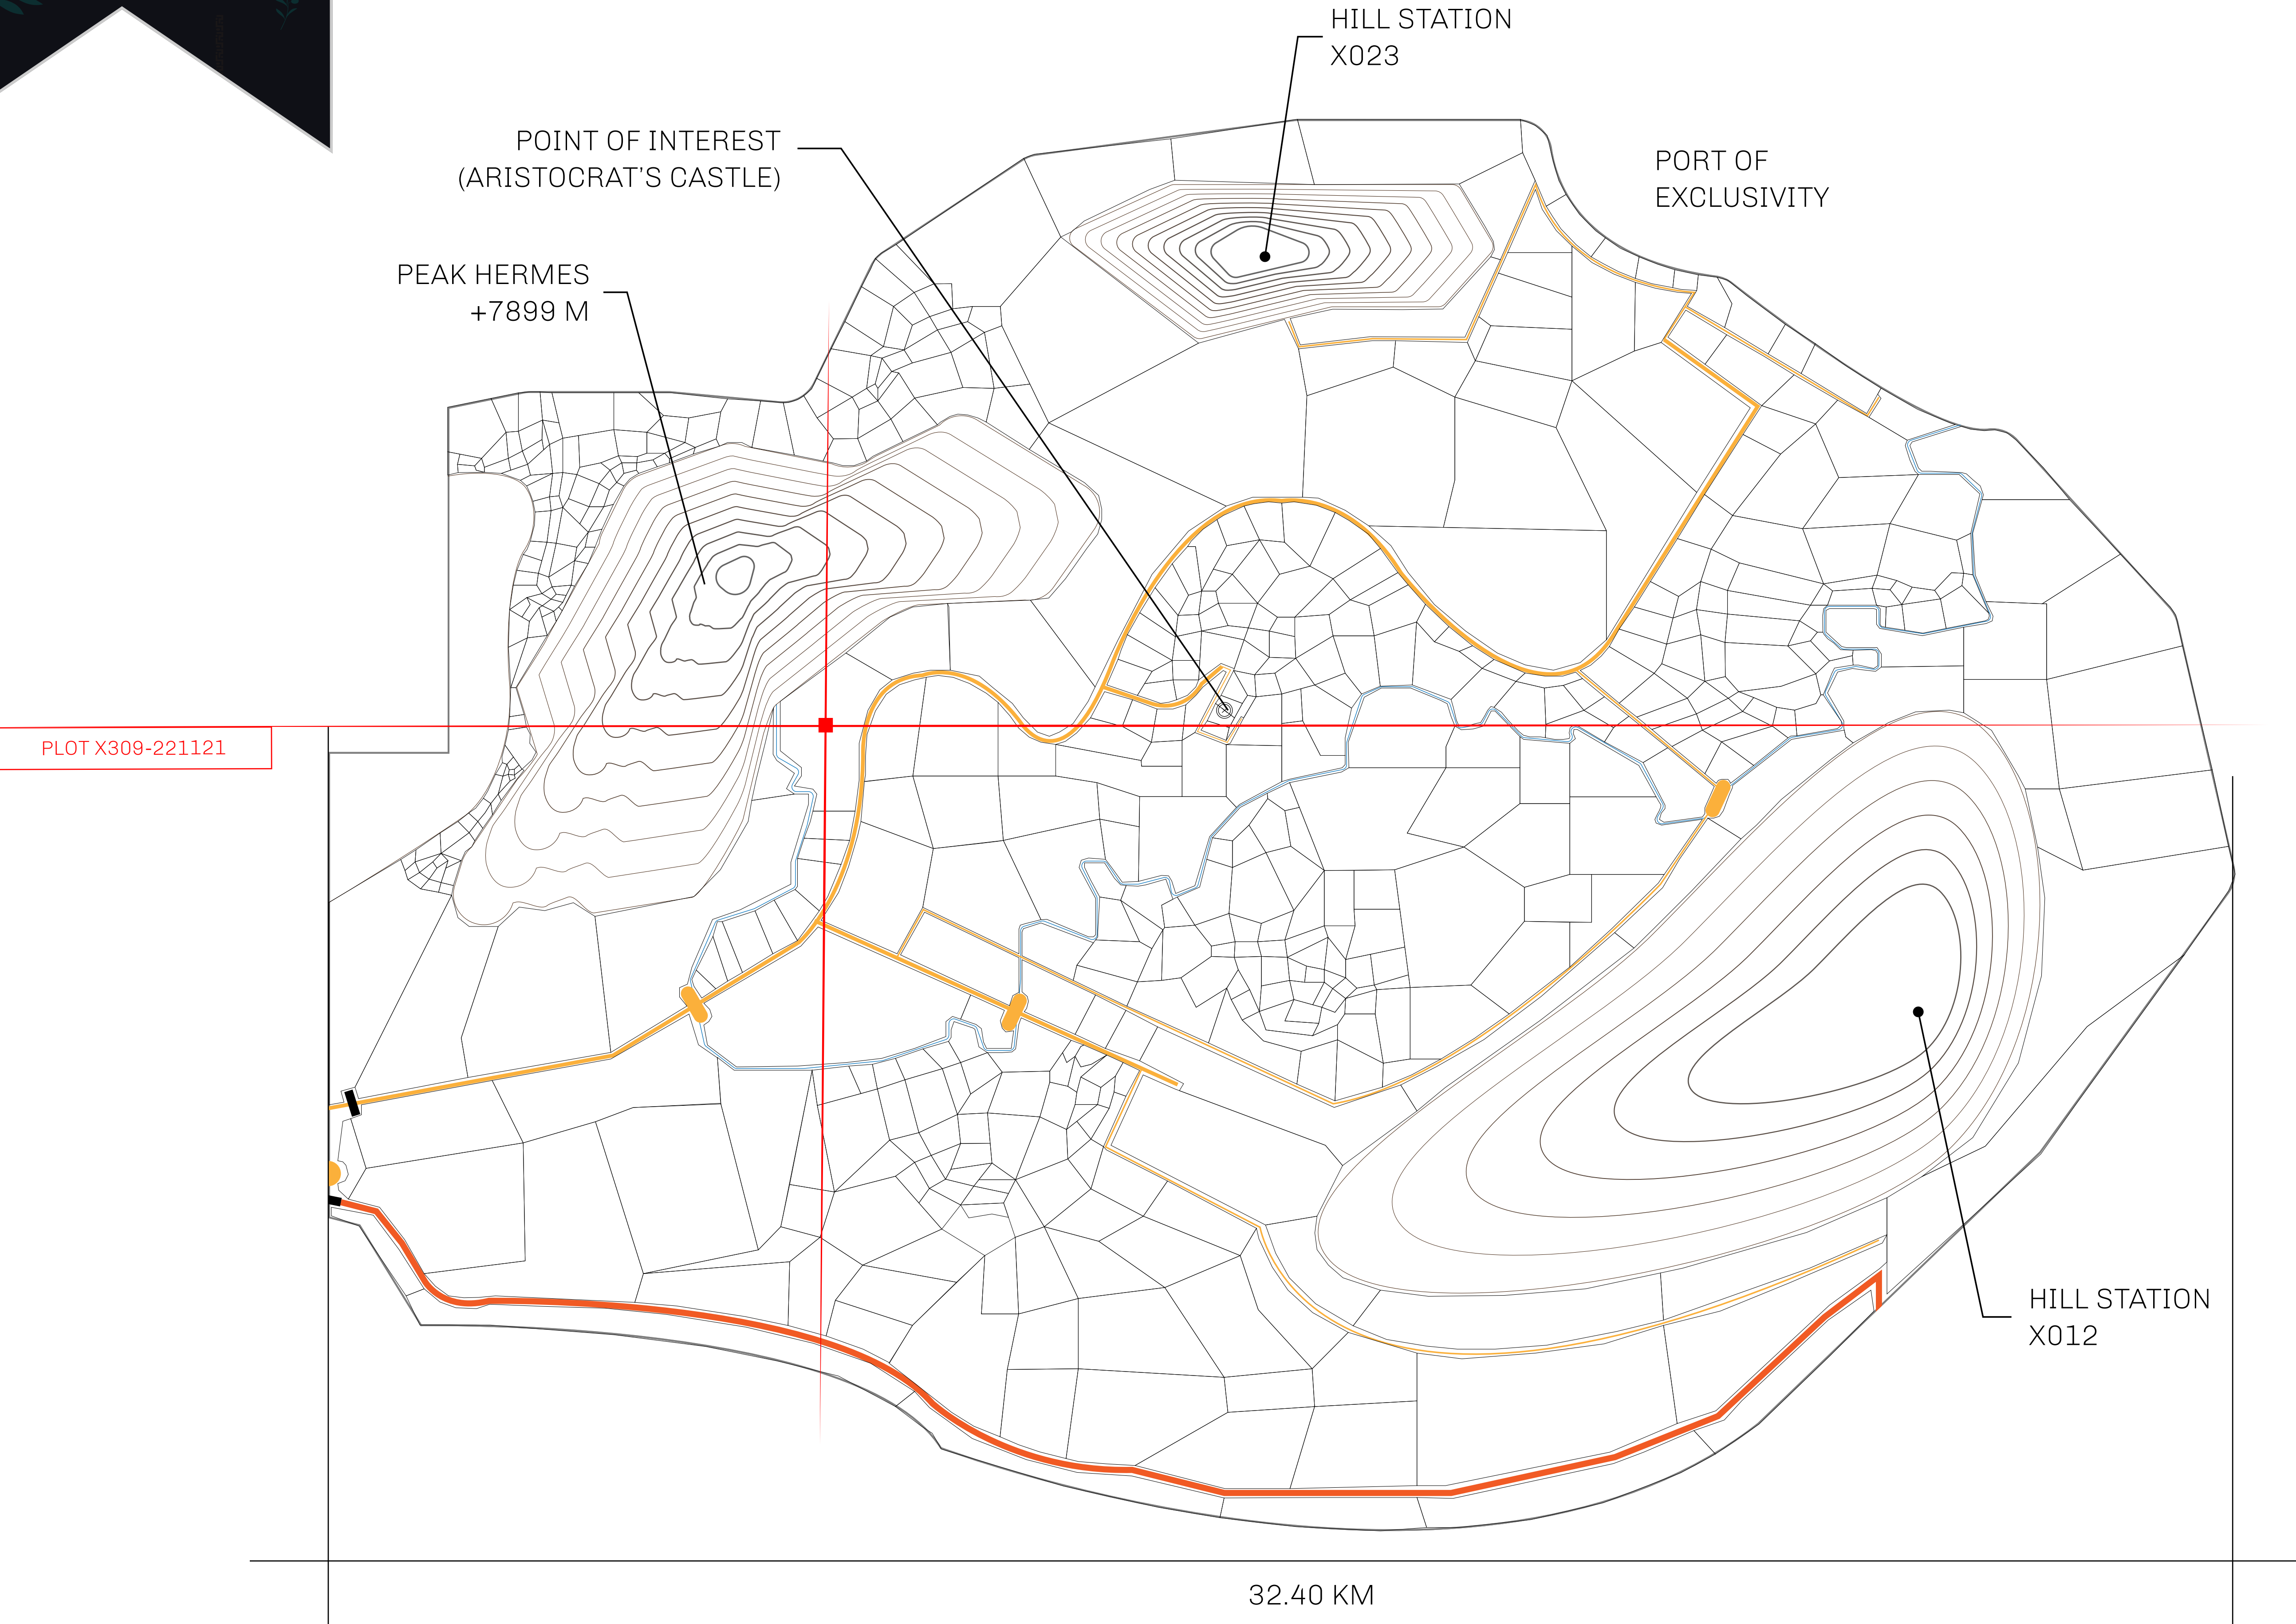 HILL STATION
X023
POINT OF INTEREST
(ARISTOCRAT'S CASTLE)
PORT OF
EXCLUSIVITY
PEAK HERMES
+7899 M
PLOT X309-221121
HILL STATION
X012
32.40 KM